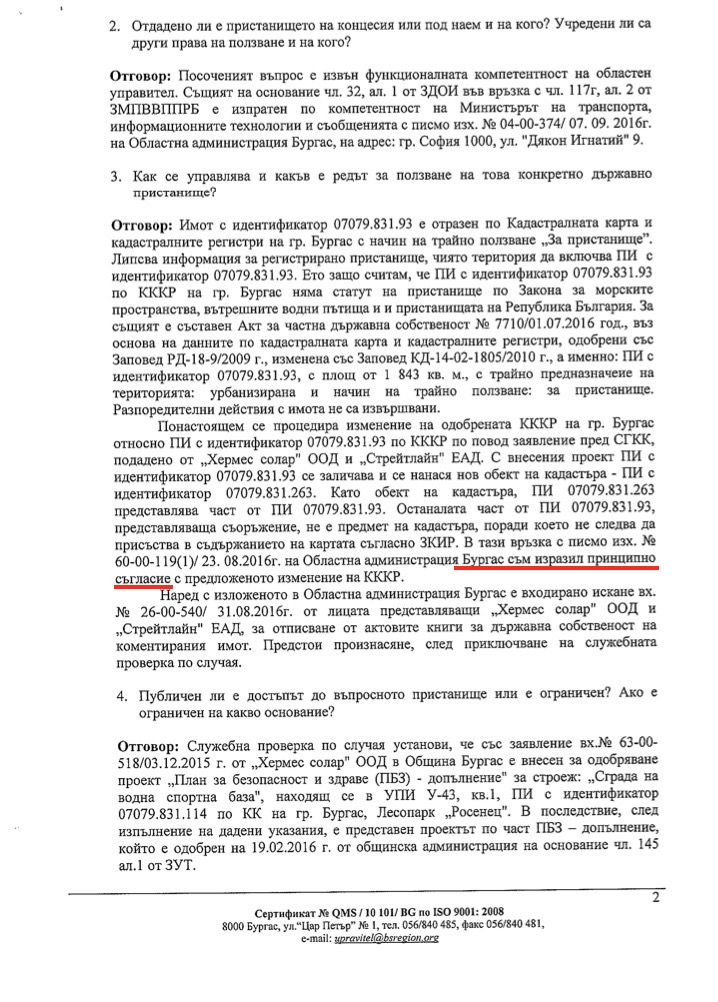 2. Отдадено ли е пристанището на концесия или под наем и на кого? Учредени ли са
други права на ползване и на кого?
Отговор: Посоченият въпрос е извън функционалната компетентност на областен
управител. Същият на основание чл. 32, ал. 1 от ЗДОИ във връзка с чл. 117г, ал. 2 от
ЗМПВВППРБ е изпратен по компетентност на Министърът на транспорта,
информационните технологии и съобщенията с писмо изх. № 04-00-374/ 07. 09. 2016г.
на Областна администрация Бургас, на адрес: гр. София 1000, ул. "Дякон Игнатий" 9.
3. Как се управлява и какъв е редът за ползване на това конкретно държавно
пристанище?
Отговор: Имот с идентификатор 07079.831.93 е отразен по Кадастралната карта и
кадастралните регистри на гр. Бургас с начин на трайно ползване „За пристанище".
Липсва информация за регистрирано пристанище, чиято територия да включва ПИ с
идентификатор 07079.831.93. Ето защо считам, че ПИ с идентификатор 07079.831.93
по КККР на гр. Бургас няма статут на пристанище по Закона за морските
пространства, вътрешните водни пътища и и пристанищата на Република България. За
същият е съставен Акт за частна държавна собственост № 7710/01.07.2016 год., въз
основа на данните по кадастралната карта и кадастралните регистри, одобрени със
Заповед РД-18-9/2009 г., изменена със Заповед КД-14-02-1805/2010 г., а именно: ПИ с
идентификатор 07079.831.93, с площ от 1 843 кв. м., с трайно предназначеие на
територията: урбанизирана и начин на трайно ползване: за пристанище.
Разпоредителни действия с имота не са извършвани.
Понастоящем се процедира изменение на одобрената КККР на гр. Бургас
относно ПИ с идентификатор 07079.831.93 по КККР по повод заявление пред СГКК,
подадено от „Хермес солар" ООД и „Стрейтлайн" ЕАД. С внесения проект ПИ с
идентификатор 07079.831.93 се заличава и се нанася нов обект на кадастъра - ПИ с
идентификатор 07079.831.263. Като обект на кадастъра, ПИ 07079.831.263
представлява част от ПИ 07079.831.93. Останалата част от ПИ 07079.831.93,
представляваща съоръжение, не е предмет на кадастъра, поради което не следва да
присъства в съдържанието на картата съгласно ЗКИР. В тази връзка с писмо изх. №
60-00-119(1)/ 23. 08.2016г. на Областна администрация Бургас съм изразил принципно
съгласие с предложеното изменение на КККР.
Наред с изложеното в Областна администрация Бургас е входирано искане вх.
№ 26-00-540/ 31.08.2016г. от лицата представляващи „Хермес солар" ООД и
„Стрейтлайн" ЕАД, за отписване от актовите книги за държавна собственост на
коментирания имот. Предстои произнасяне, след приключване на служебната
проверка по случая.
4. Публичен ли е достъпът до въпросното пристанище или е ограничен? Ако е
ограничен на какво основание?
Отговор: Служебна проверка по случая установи, че със заявление вх.№ 63-00-
518/03.12.2015 г. от „Хермес солар" ООД в Община Бургас е внесен за одобряване
проект „План за безопасност и здраве (ПБЗ) - допълнение" за строеж: „Сграда на
водна спортна база", находящ се в УПИ У-43, кв.1, ПИ с идентификатор
07079.831.114 по КК на гр. Бургас, Лесопарк „Росенец". В последствие, след
изпълнение на дадени указания, е представен проектът по част ПБЗ – допълнение,
който е одобрен на 19.02.2016 г. от общинска администрация на основание чл. 145
ал.1 от ЗУТ.
2
Сертификат № QMS / 10 101/ BG по ISO 9001: 2008
8000 Бургас, ул."Цар Петър" № 1, тел. 056/840 485, факс 056/840 481,
e-mail: upravitel@bsregion.org